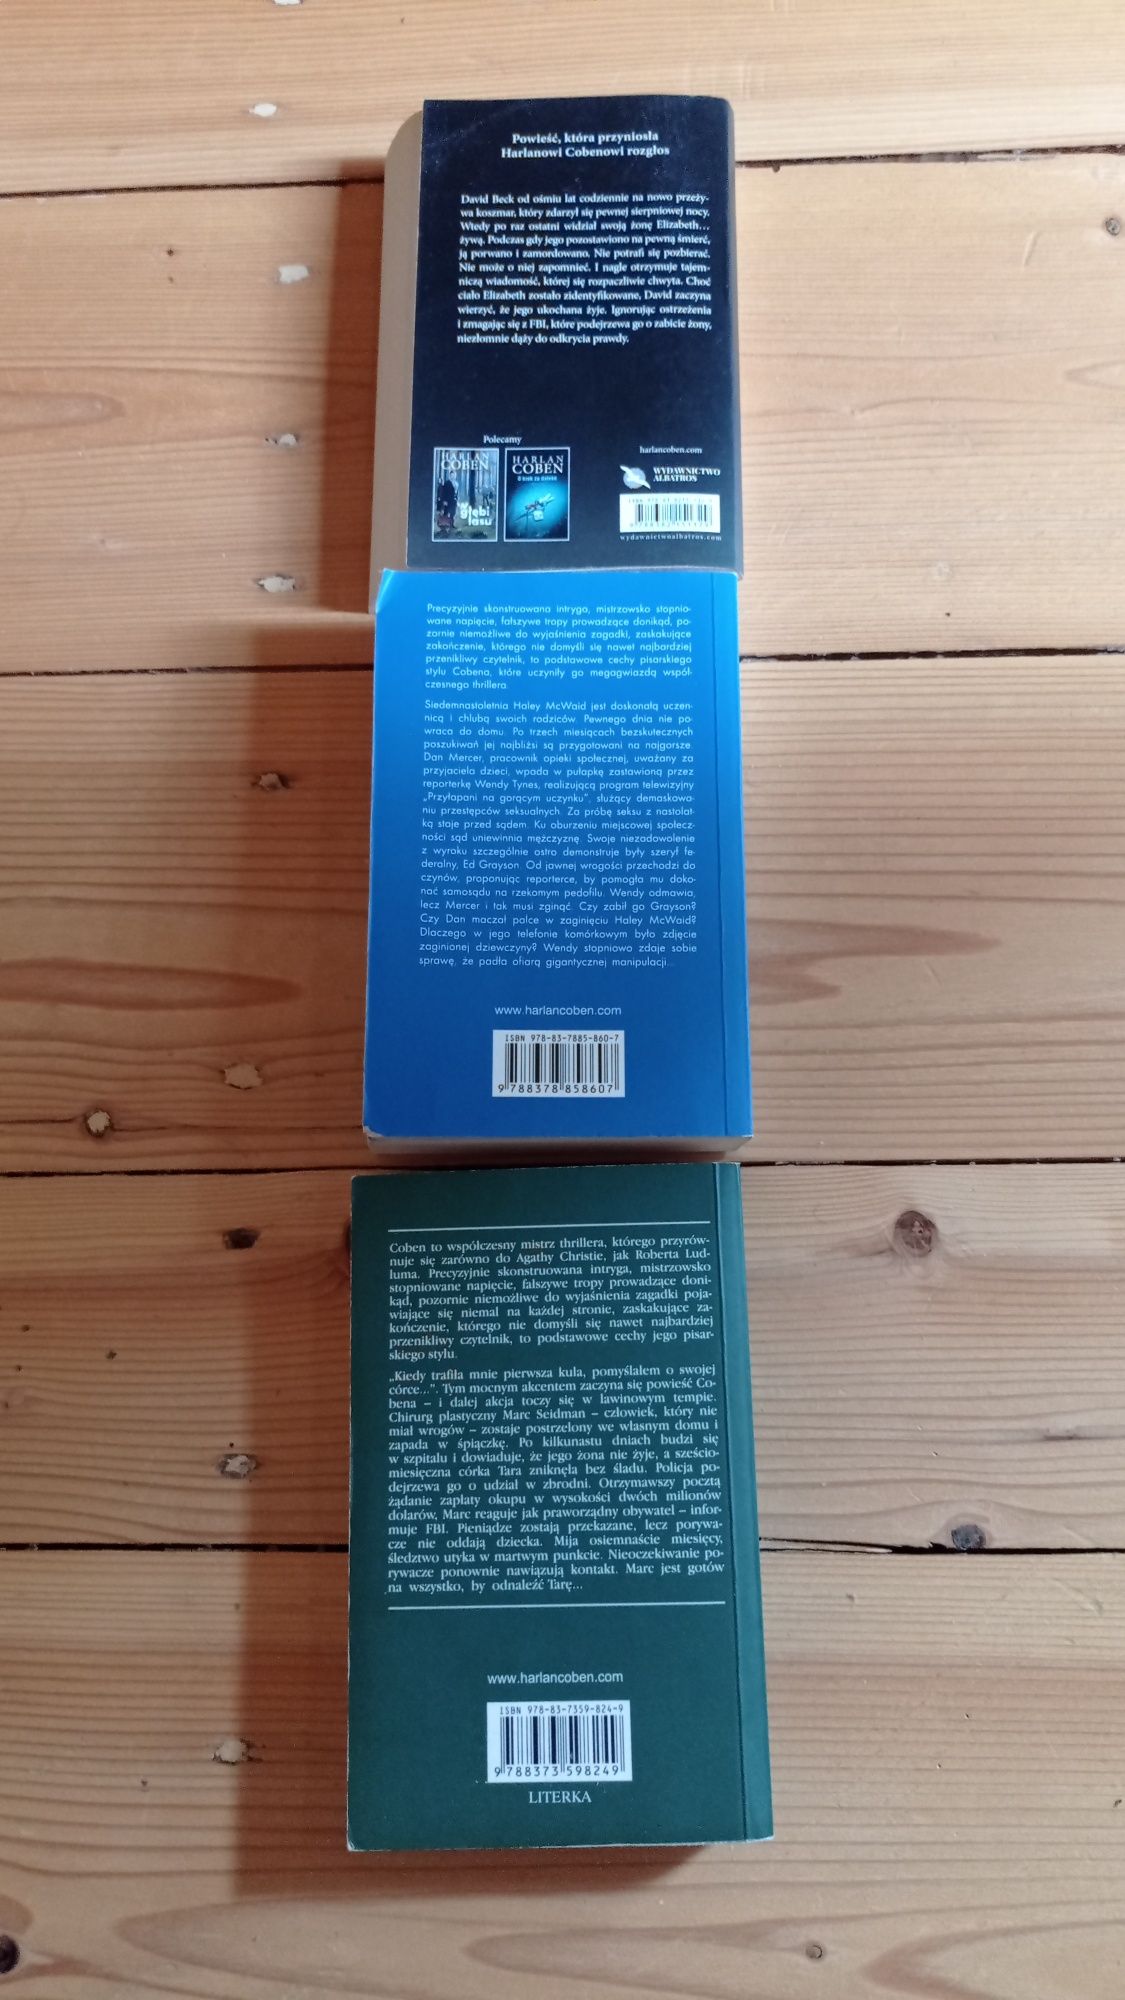 Powieść, która przyniosła
Harlanowi Cobenowi rozgłos
David Beck od ośmiu lat codziennie na nowo przeży-
wa koszmar, który zdarzył się pewnej sierpniowej nocy.
Wtedy po raz ostatni widział swoją żonę Elizabeth...
żywą. Podczas gdy jego pozostawiono na pewną śmierć,
ją porwano i zamordowano. Nie potrafi się pozbierać.
Nie może o niej zapomnieć. I nagle otrzymuje tajem-
niczą wiadomość, której się rozpaczliwie chwyta. Choć
ciało Elizabeth zostało zidentyfikowane, David zaczyna
wierzyć, że jego ukochana żyje. Ignorując ostrzeżenia
i zmagając się z FBI, które podejrzewa go o zabicie żony,
niezłomnie dąży do odkrycia prawdy.
Polecamy
HARLAN
COBEN
W głębi
lasu
HARLAN
COBEN
O krok za daleko
harlancoben.com
WYDAWNICTWO
ALBATROS
wydawnictwoalbatros.com
Precyzyjnie skonstruowana intryga, mistrzowsko stopnio-
wane napięcie, fałszywe tropy prowadzące donikąd, po-
zornie niemożliwe do wyjaśnienia zagadki, zaskakujące
zakończenie, którego nie domyśli się nawet najbardziej
przenikliwy czytelnik, to podstawowe cechy pisarskiego
stylu Cobena, które uczyniły go megagwiazdą współ-
czesnego thrillera.
Siedemnastoletnia Haley McWaid jest doskonałą uczen-
nicą i chlubą swoich rodziców. Pewnego dnia nie po-
wraca do domu. Po trzech miesiącach bezskutecznych
poszukiwań jej najbliżsi są przygotowani na najgorsze.
Dan Mercer, pracownik opieki społecznej, uważany za
przyjaciela dzieci, wpada w pułapkę zastawioną przez
reporterkę Wendy Tynes, realizującą program telewizyjny
„Przyłapani na gorącym uczynku”, służący demaskowa-
niu przestępców seksualnych. Za próbę seksu z nastolat-
ką staje przed sądem. Ku oburzeniu miejscowej społecz-
ności sąd uniewinnia mężczyznę. Swoje niezadowolenie
z wyroku szczególnie ostro demonstruje były szeryf fe-
deralny, Ed Grayson. Od jawnej wrogości przechodzi do
czynów, proponując reporterce, by pomogła mu doko-
nać samosądu na rzekomym pedofilu. Wendy odmawia,
lecz Mercer i tak musi zginąć. Czy zabił go Grayson?
Czy Dan maczał palce w zaginięciu Haley McWaid?
Dlaczego w jego telefonie komórkowym było zdjęcie
zaginionej dziewczyny? Wendy stopniowo zdaje sobie
sprawę, że padła ofiarą gigantycznej manipulacji...
www.harlancoben.com
ISBN 978-83-7885-860-7
9 788378 858607
Coben to współczesny mistrz thrillera, którego przyrów-
nuje się zarówno do Agathy Christie, jak Roberta Lud-
luma. Precyzyjnie skonstruowana intryga, mistrzowsko
stopniowane napięcie, fałszywe tropy prowadzące doni-
kąd, pozornie niemożliwe do wyjaśnienia zagadki poja-
wiające się niemal na każdej stronie, zaskakujące za-
kończenie, którego nie domyśli się nawet najbardziej
przenikliwy czytelnik, to podstawowe cechy jego pisar-
skiego stylu.
„Kiedy trafiła mnie pierwsza kula, pomyślałem o swojej
córce...”. Tym mocnym akcentem zaczyna się powieść Co-
bena – i dalej akcja toczy się w lawinowym tempie.
Chirurg plastyczny Marc Seidman – człowiek, który nie
miał wrogów – zostaje postrzelony we własnym domu i
zapada w śpiączkę. Po kilkunastu dniach budzi się
w szpitalu i dowiaduje, że jego żona nie żyje, a sześcio-
miesięczna córka Tara zniknęła bez śladu. Policja po-
dejrzewa go o udział w zbrodni. Otrzymawszy pocztą
żądanie zapłaty okupu w wysokości dwóch milionów
dolarów, Marc reaguje jak praworządny obywatel – infor-
muje FBI. Pieniądze zostają przekazane, lecz porywa-
cze nie oddają dziecka. Mija osiemnaście miesięcy,
śledztwo utyka w martwym punkcie. Nieoczekiwanie po-
rywacze ponownie nawiązują kontakt. Marc jest gotów
na wszystko, by odnaleźć Tarę...
www.harlancoben.com
ISBN 978-83-7359-824-9
9 788373 598249
LITERKA